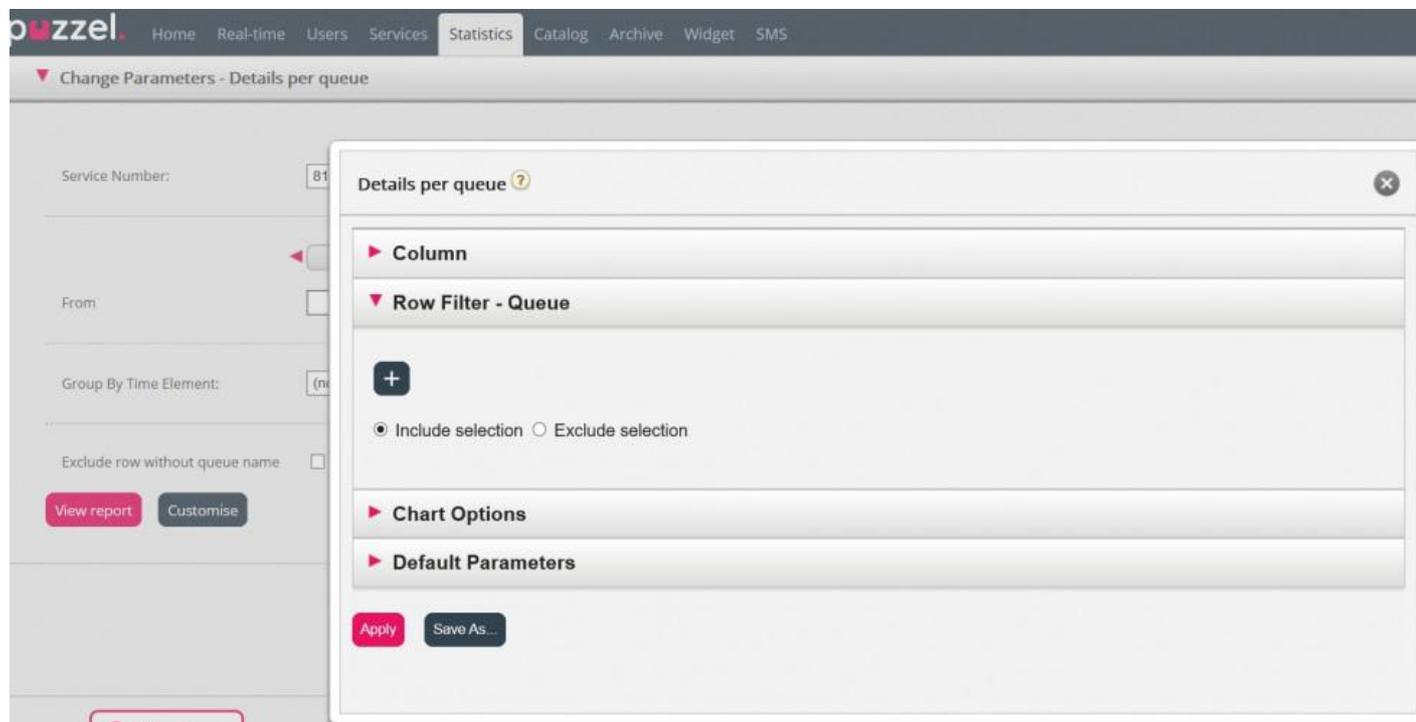 puzzel.
Home Real-time Users Services Statistics Catalog Archive Widget SMS
Change Parameters - Details per queue
Service Number:
81
From
Group By Time Element:
Exclude row without queue name
View report Customise
Details per queue ?
Column
Row Filter - Queue
+
Include selection Exclude selection
Chart Options
Default Parameters
Apply Save As...